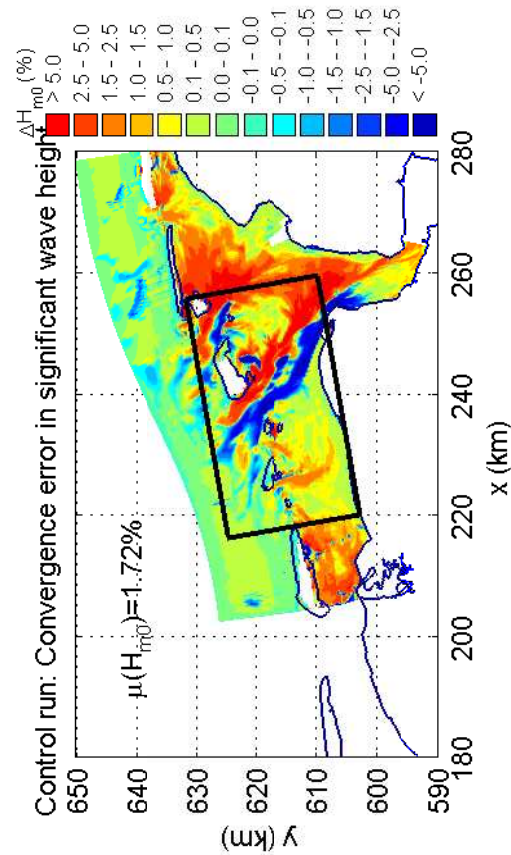 Control run: Convergence error in significant wave height
ΔH_m0 (%)
> 5.0
2.5 - 5.0
1.5 - 2.5
1.0 - 1.5
0.5 - 1.0
0.1 - 0.5
0.0 - 0.1
-0.1 - 0.0
-0.5 - -0.1
-1.0 - -0.5
-1.5 - -1.0
-2.5 - -1.5
-5.0 - -2.5
< -5.0
μ(H_m0)=1.72%
650
640
630
620
610
600
590
y (km)
180 200 220 240 260 280
x (km)